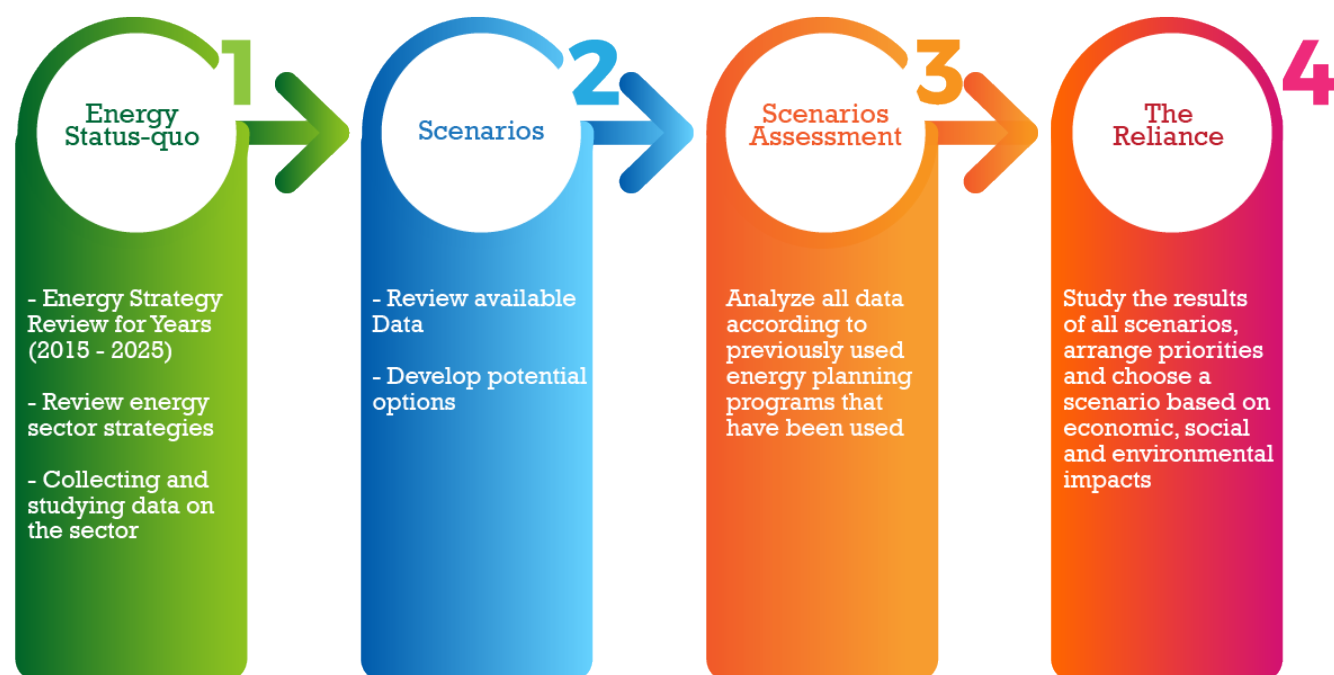 1
Energy
Status-quo
- Energy Strategy
Review for Years
(2015 - 2025)
- Review energy
sector strategies
- Collecting and
studying data on
the sector
2
Scenarios
- Review available
Data
- Develop potential
options
3
Scenarios
Assessment
Analyze all data
according to
previously used
energy planning
programs that
have been used
4
The
Reliance
Study the results
of all scenarios,
arrange priorities
and choose a
scenario based on
economic, social
and environmental
impacts